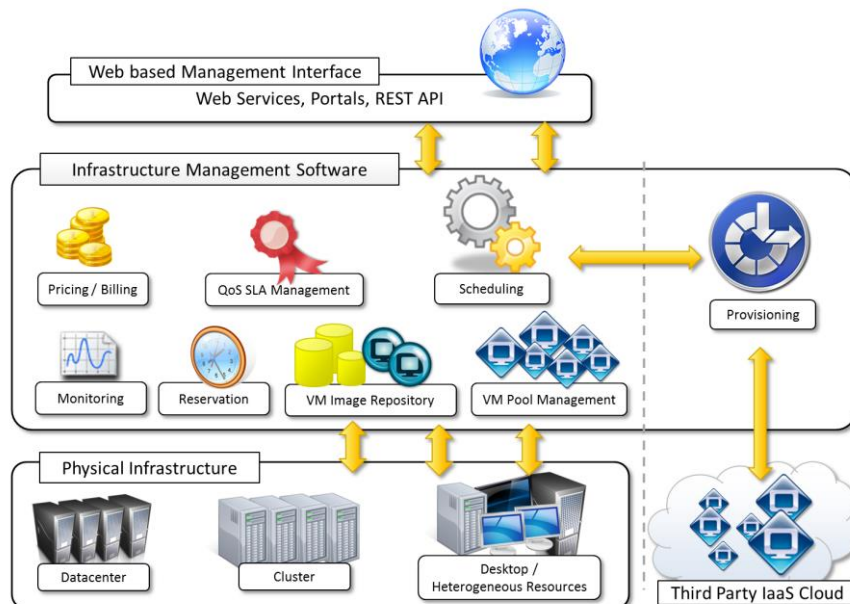 Web based Management Interface
Web Services, Portals, REST API
Infrastructure Management Software
Pricing / Billing
QoS SLA Management
Scheduling
Provisioning
Monitoring
Reservation
VM Image Repository
VM Pool Management
Physical Infrastructure
Datacenter
Cluster
Desktop /
Heterogeneous Resources
Third Party IaaS Cloud